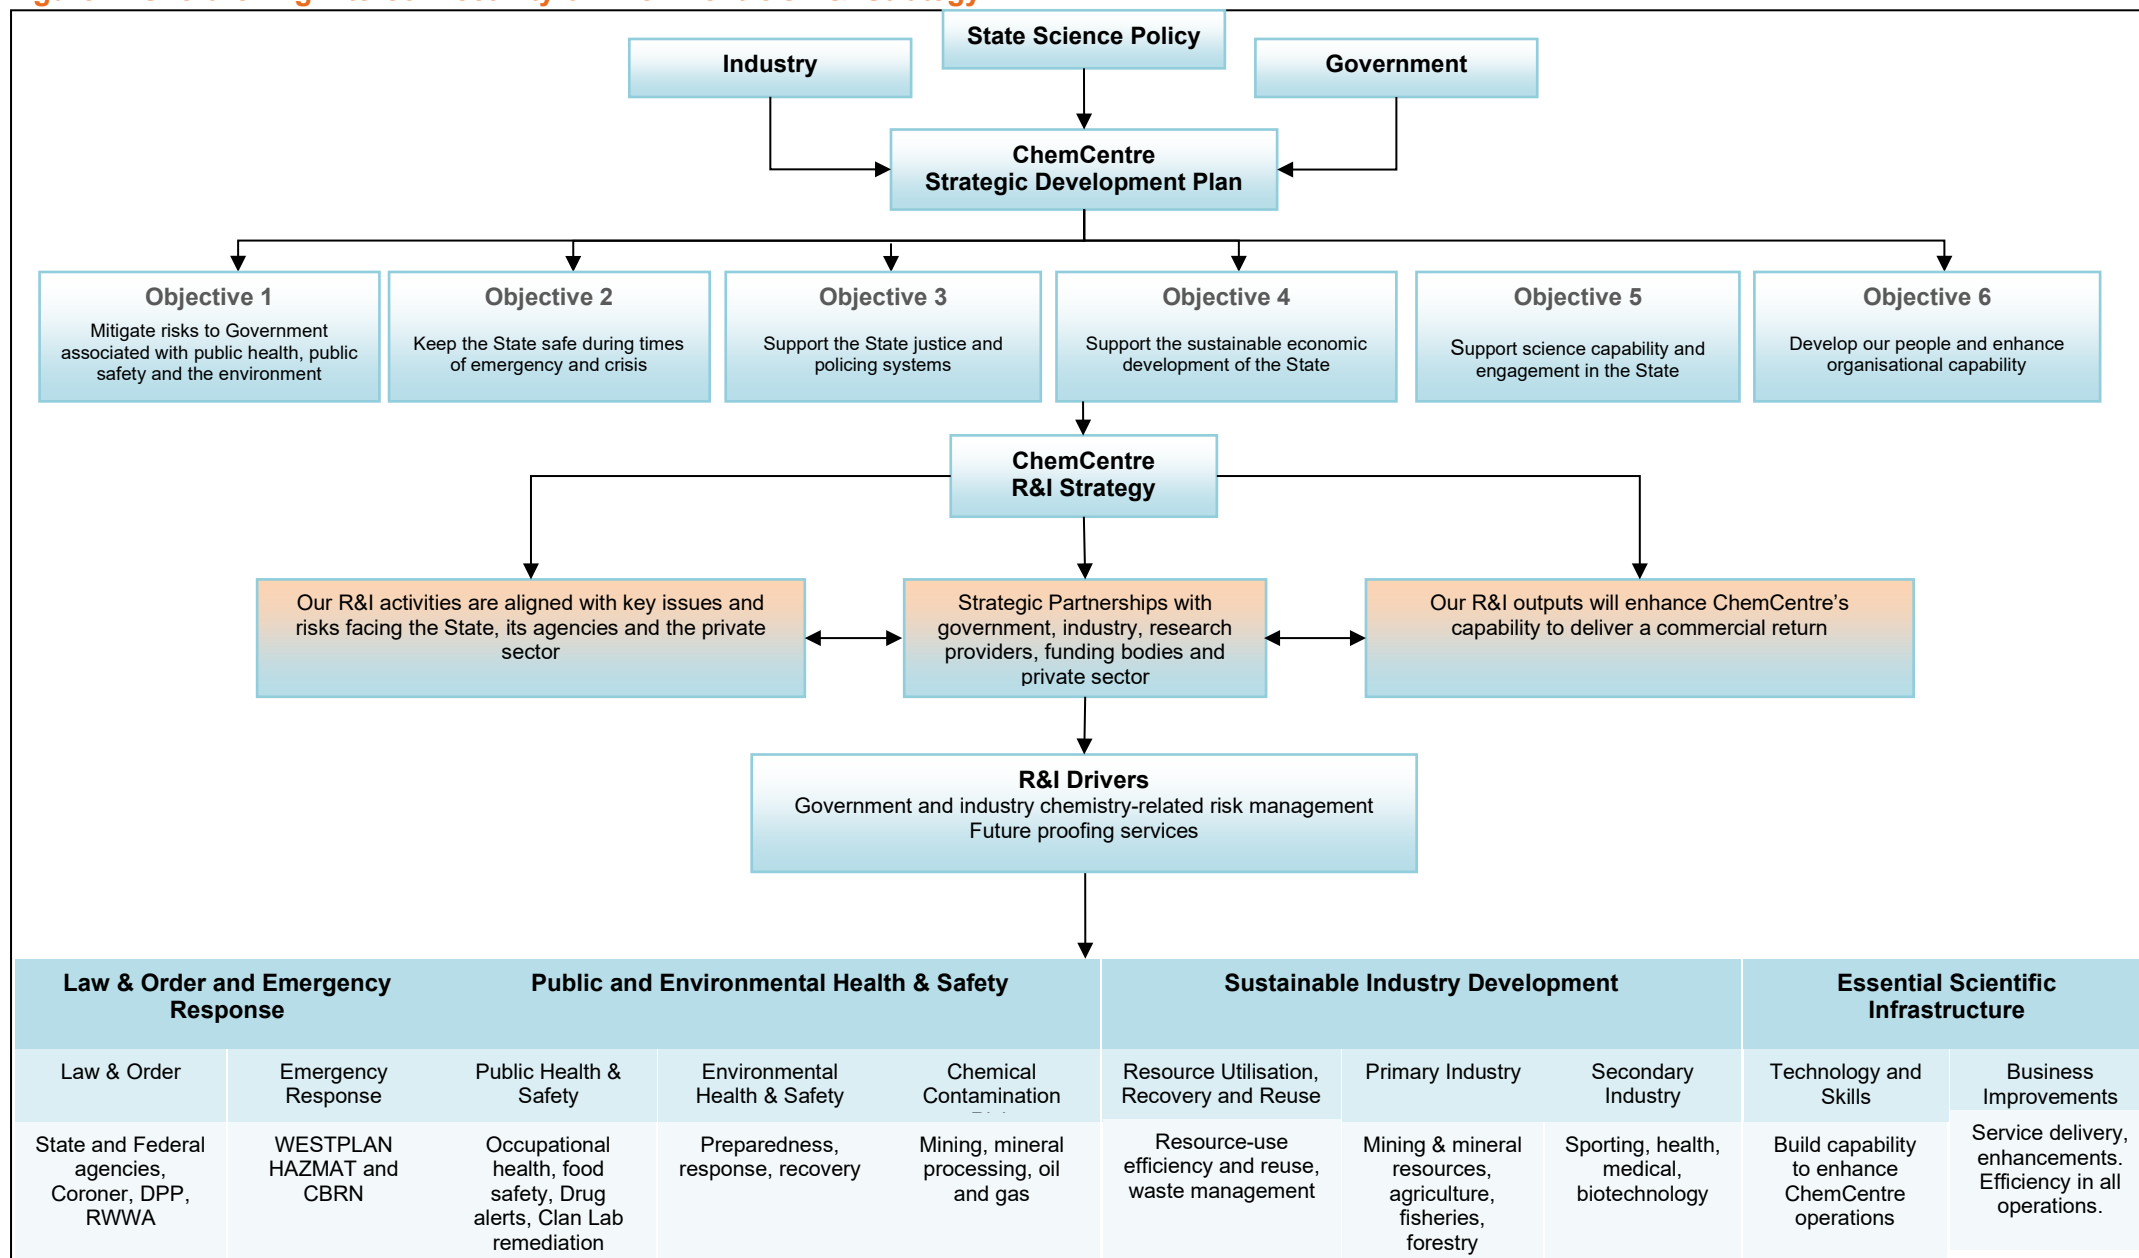 State Science Policy
Industry
Government
ChemCentre
Strategic Development Plan
Objective 1
Mitigate risks to Government
associated with public health, public
safety and the environment
Objective 2
Keep the State safe during times
of emergency and crisis
Objective 3
Support the State justice and
policing systems
Objective 4
Support the sustainable economic
development of the State
Objective 5
Support science capability and
engagement in the State
Objective 6
Develop our people and enhance
organisational capability
ChemCentre
R&I Strategy
Our R&I activities are aligned with key issues and
risks facing the State, its agencies and the private
sector
Strategic Partnerships with
government, industry, research
providers, funding bodies and
private sector
Our R&I outputs will enhance ChemCentre’s
capability to deliver a commercial return
R&I Drivers
Government and industry chemistry-related risk management
Future proofing services
Law & Order and Emergency
Response
Public and Environmental Health & Safety
Sustainable Industry Development
Essential Scientific
Infrastructure
Law & Order
Emergency
Response
Public Health &
Safety
Environmental
Health & Safety
Chemical
Contamination
Resource Utilisation,
Recovery and Reuse
Primary Industry
Secondary
Industry
Technology and
Skills
Business
Improvements
State and Federal
agencies,
Coroner, DPP,
RWWA
WESTPLAN
HAZMAT and
CBRN
Occupational
health, food
safety, Drug
alerts, Clan Lab
remediation
Preparedness,
response, recovery
Mining, mineral
processing, oil
and gas
Resource-use
efficiency and reuse,
waste management
Mining & mineral
resources,
agriculture,
fisheries,
forestry
Sporting, health,
medical,
biotechnology
Build capability
to enhance
ChemCentre
operations
Service delivery,
enhancements.
Efficiency in all
operations.